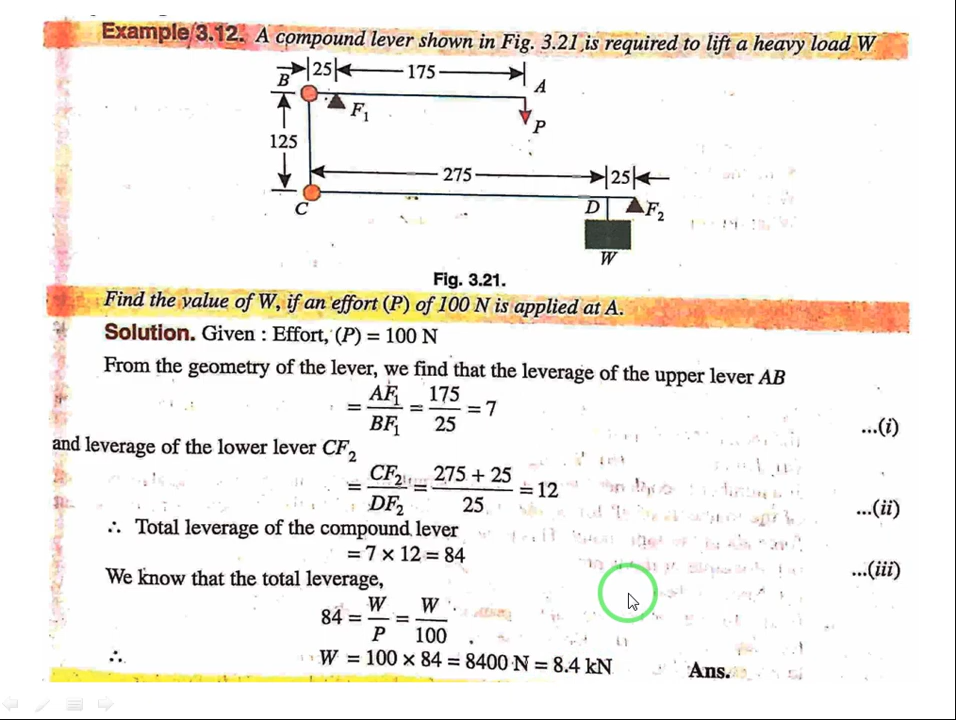 Example 3.12. A compound lever shown in Fig. 3.21 is required to lift a heavy load W
B 25 175 A
F1
P
125
275 25
C D F2
W
Fig. 3.21.
Find the value of W, if an effort (P) of 100 N is applied at A.
Solution. Given : Effort, (P) = 100 N
From the geometry of the lever, we find that the leverage of the upper lever AB
= AF1/BF1 = 175/25 = 7 ...(i)
and leverage of the lower lever CF2
= CF2/DF2 = 275 + 25/25 = 12 ...(ii)
∴ Total leverage of the compound lever
= 7 × 12 = 84 ...(iii)
We know that the total leverage,
84 = W/P = W/100
∴ W = 100 × 84 = 8400 N = 8.4 kN Ans.